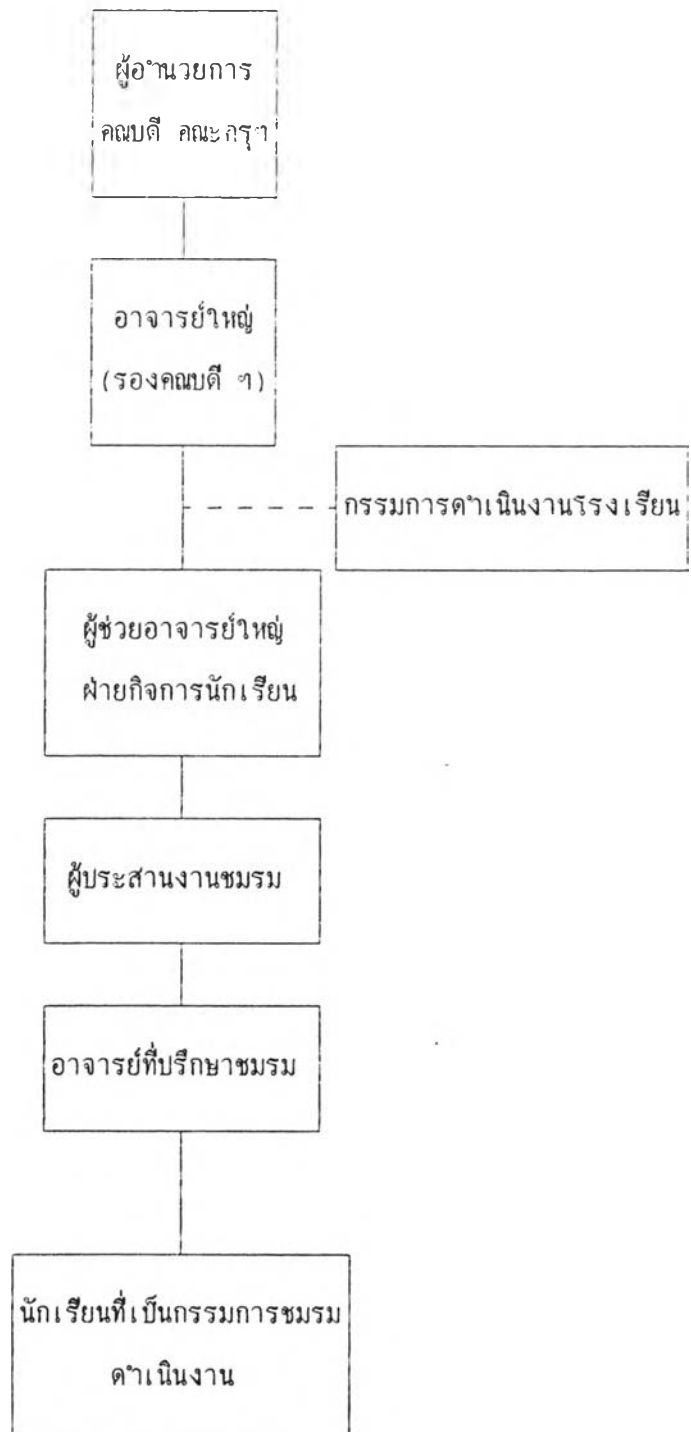 ผู้อำนวยการ
คณบดี คณะครุฯ
อาจารย์ใหญ่
(รองคณบดี ฯ)
กรรมการดำเนินงานโรงเรียน
ผู้ช่วยอาจารย์ใหญ่
ฝ่ายกิจการนักเรียน
ผู้ประสานงานชมรม
อาจารย์ที่ปรึกษาชมรม
นักเรียนที่เป็นกรรมการชมรม
ดำเนินงาน